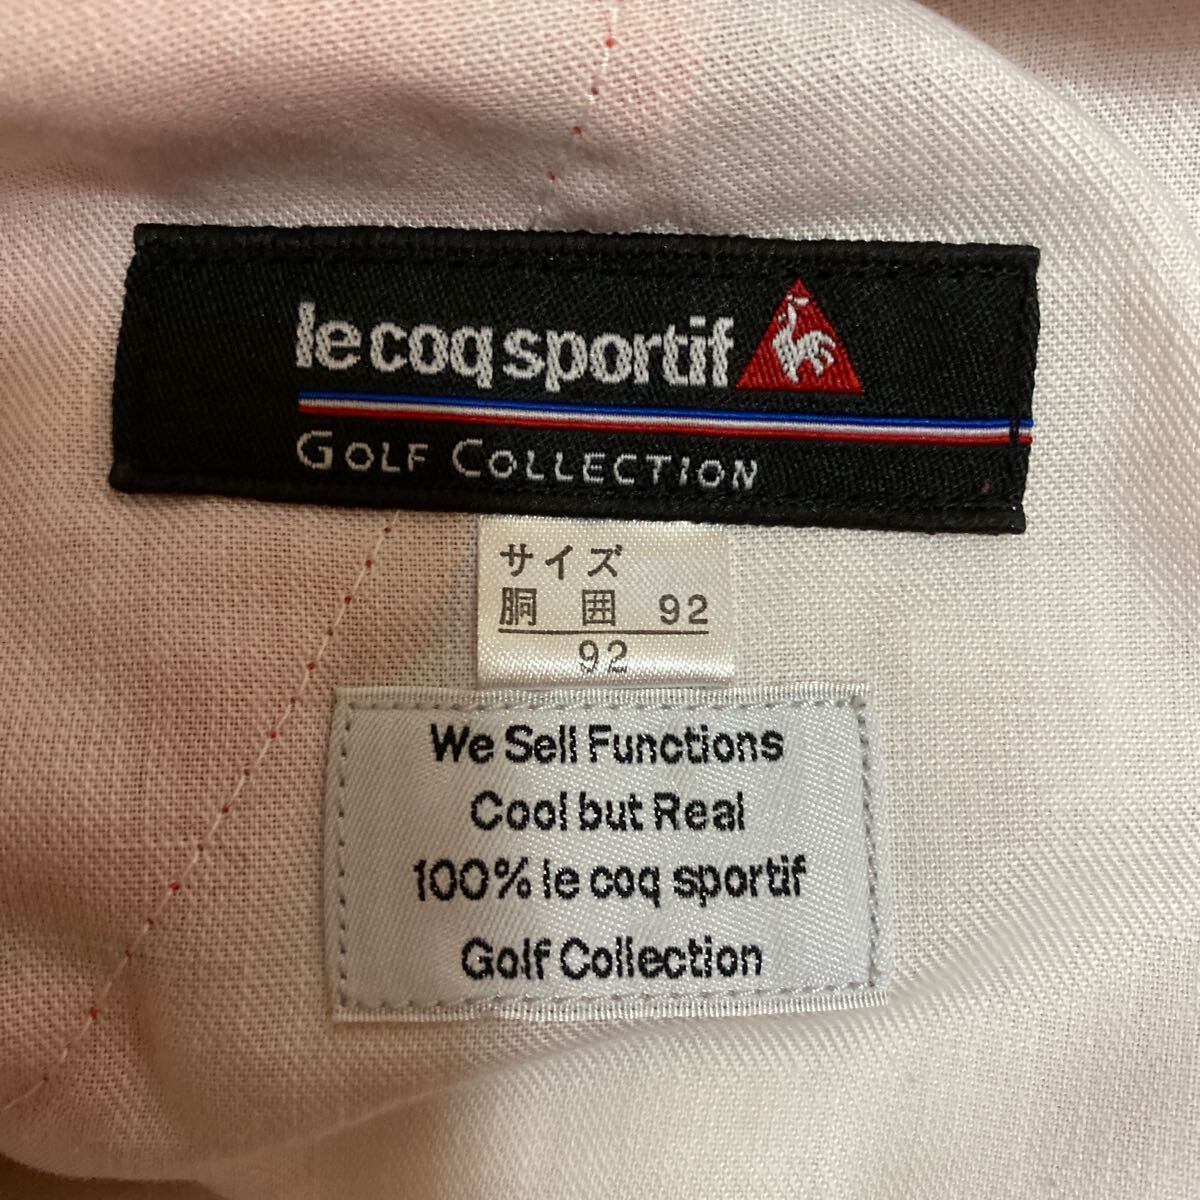 le coq sportif
GOLF COLLECTION
サイズ
胴 囲 92
92
We Sell Functions
Cool but Real
100% le coq sportif
Golf Collection